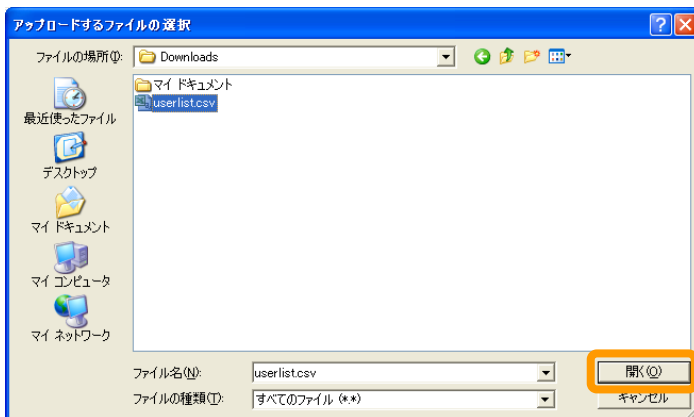 アップロードするファイルの選択
ファイルの場所(I):
Downloads
マイ ドキュメント
userlist.csv
最近使ったファイル
デスクトップ
マイ ドキュメント
マイ コンピュータ
マイ ネットワーク
ファイル名(N):
userlist.csv
開く(O)
ファイルの種類(T):
すべてのファイル (*.*)
キャンセル